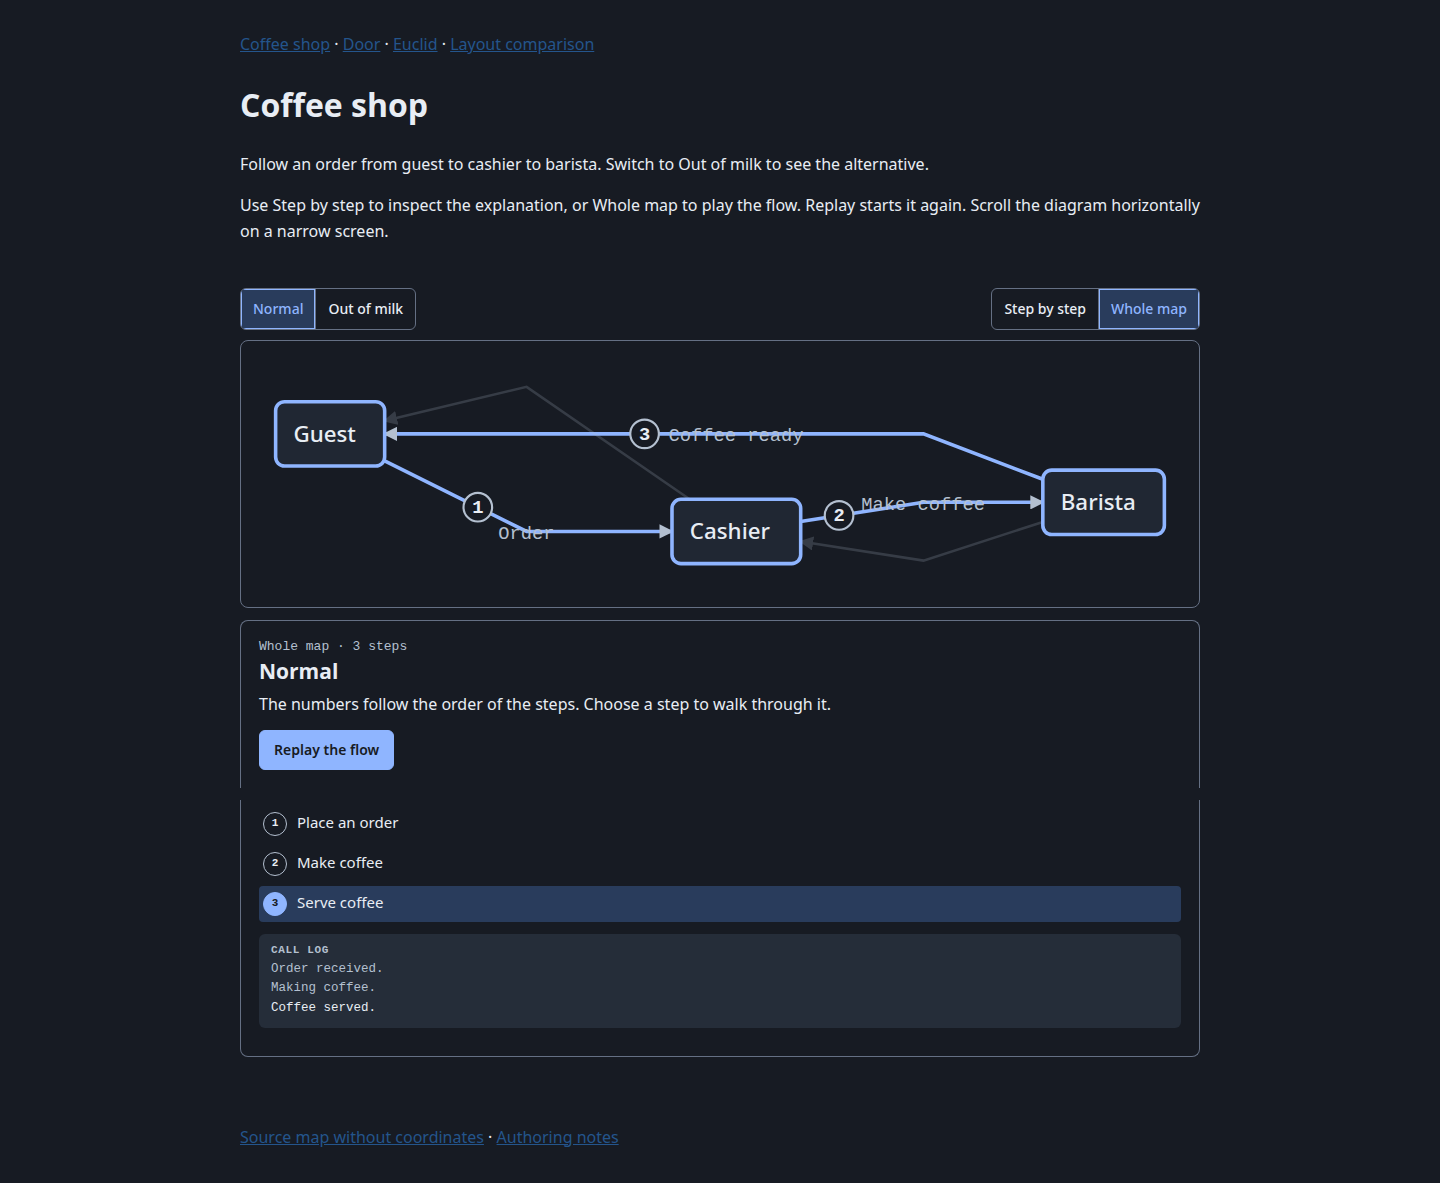 Coffee shop · Door · Euclid · Layout comparison
Coffee shop
Follow an order from guest to cashier to barista. Switch to Out of milk to see the alternative.
Use Step by step to inspect the explanation, or Whole map to play the flow. Replay starts it again. Scroll the diagram horizontally
on a narrow screen.
Normal Out of milk
Step by step Whole map
Guest
3 Coffee ready
1
Order
Cashier
2 Make coffee
Barista
Whole map · 3 steps
Normal
The numbers follow the order of the steps. Choose a step to walk through it.
Replay the flow
1 Place an order
2 Make coffee
3 Serve coffee
CALL LOG
Order received.
Making coffee.
Coffee served.
Source map without coordinates · Authoring notes